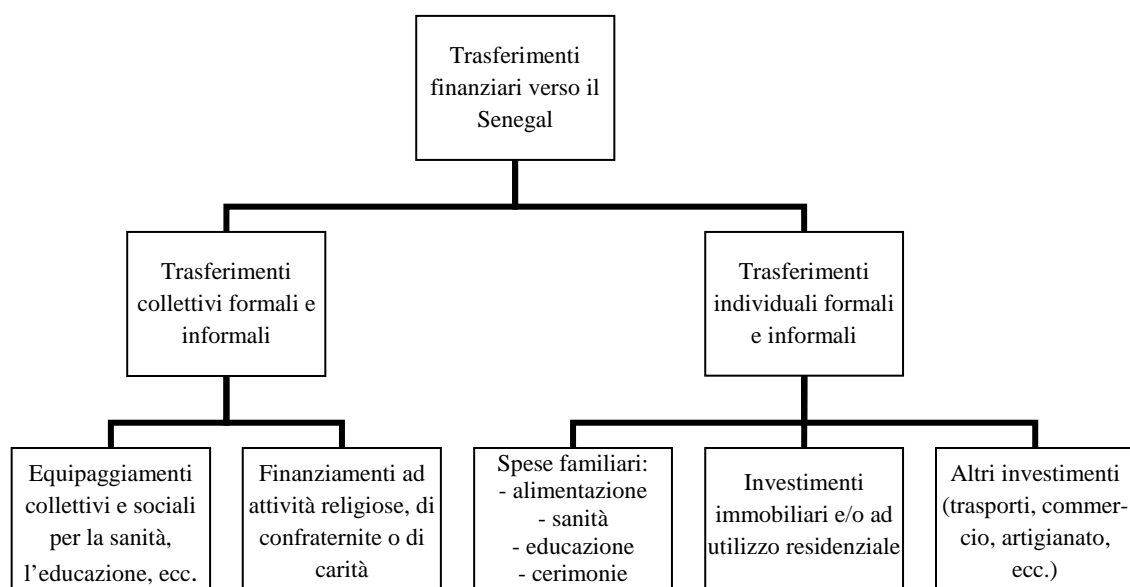 Trasferimenti
finanziari verso il
Senegal
Trasferimenti
collettivi formali e
informali
Trasferimenti
individuali formali
e informali
Equipaggiamenti
collettivi e sociali
per la sanità,
l’educazione, ecc.
Finanziamenti ad
attività religiose, di
confraternite o di
carità
Spese familiari:
- alimentazione
- sanità
- educazione
- cerimonie
Investimenti
immobiliari e/o ad
utilizzo residenziale
Altri investimenti
(trasporti, commer-
cio, artigianato,
ecc.)